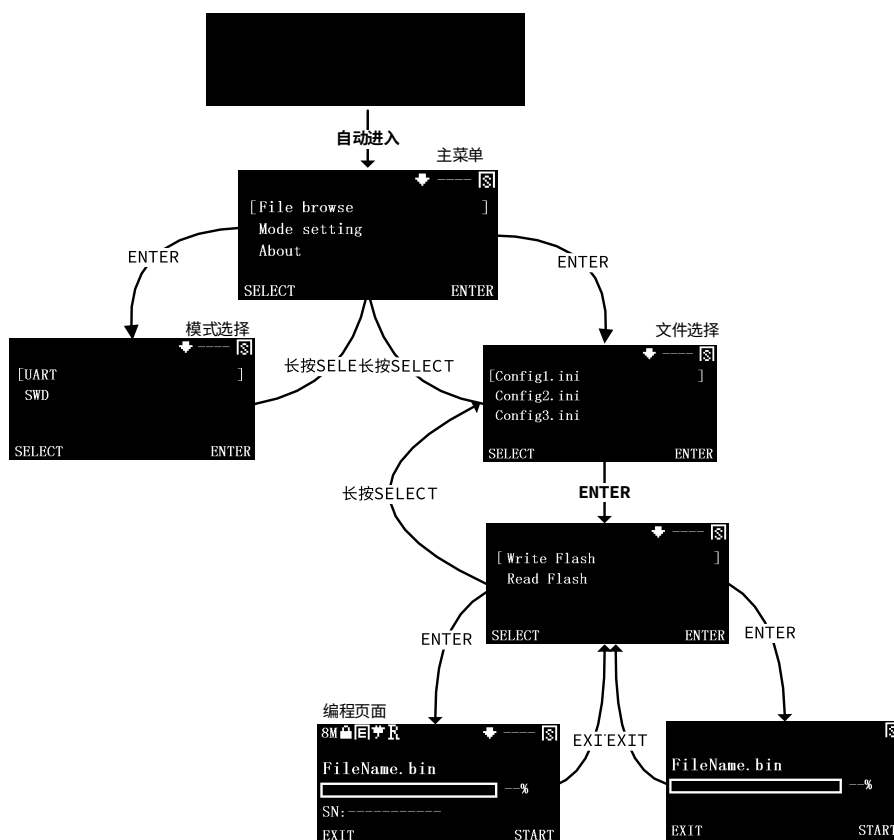 自动进入
主菜单
---- S
[File browse ]
Mode setting
About
SELECT ENTER
ENTER
ENTER
模式选择
---- S
[UART ]
SWD
SELECT ENTER
文件选择
---- S
[Config1.ini ]
Config2.ini
Config3.ini
SELECT ENTER
长按SELE长按SELECT
长按SELECT
ENTER
---- S
[Write Flash ]
Read Flash
SELECT ENTER
ENTER
ENTER
编程页面
8M E R ---- S
FileName.bin
--%
SN:-----------
EXIT START
EXITEXIT
S
FileName.bin
--%
EXIT START